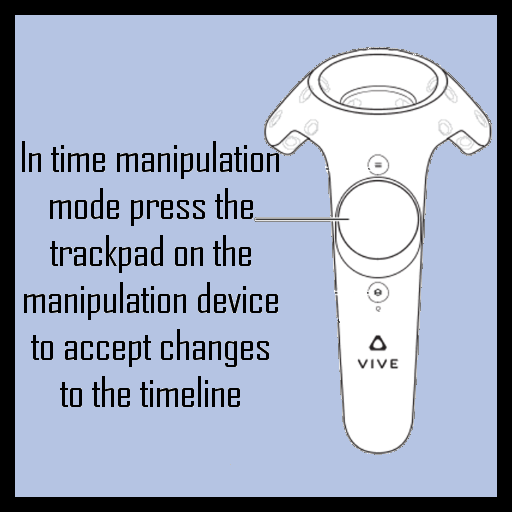 In time manipulation
mode press the
trackpad on the
manipulation device
to accept changes
to the timeline
VIVE